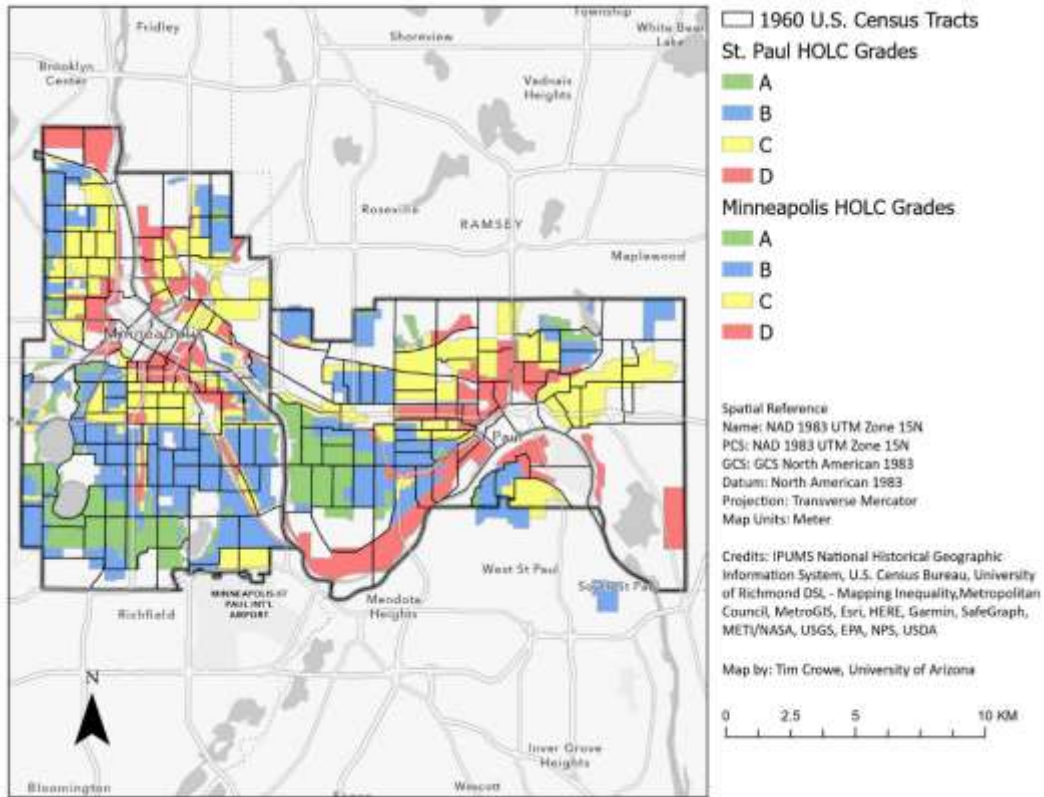 Township
Fridley
Shoreview
White Bear
Lake
Brooklyn
Center
Vadnais
Heights
Roseville
RAMSEY
Maplewood
Minneapolis
Paul
West St Paul
South St Paul
Mendota
Heights
Richfield
MINNEAPOLIS-ST
PAUL INT'L
AIRPORT
N
Inver Grove
Heights
Bloomington
Eagan
Wescott
1960 U.S. Census Tracts
St. Paul HOLC Grades
A
B
C
D
Minneapolis HOLC Grades
A
B
C
D
Spatial Reference
Name: NAD 1983 UTM Zone 15N
PCS: NAD 1983 UTM Zone 15N
GCS: GCS North American 1983
Datum: North American 1983
Projection: Transverse Mercator
Map Units: Meter
Credits: IPUMS National Historical Geographic
Information System, U.S. Census Bureau, University
of Richmond DSL - Mapping Inequality,Metropolitan
Council, MetroGIS, Esri, HERE, Garmin, SafeGraph,
METI/NASA, USGS, EPA, NPS, USDA
Map by: Tim Crowe, University of Arizona
0 2.5 5 10 KM